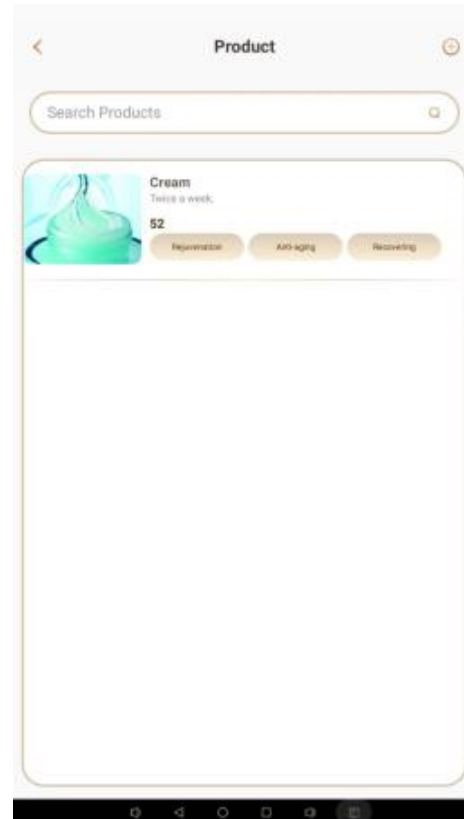 Product
Search Products
Cream
Twice a week,
52
Rejuvenation
Anti-aging
Recovering